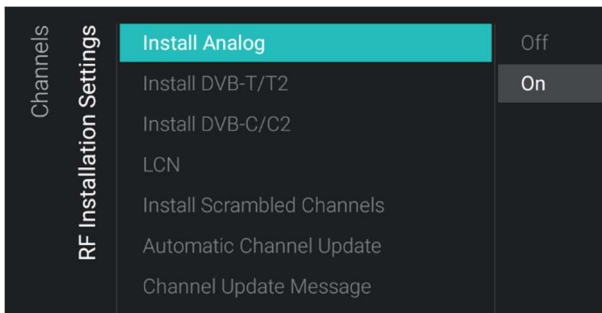 Channels
RF Installation Settings
Install Analog
Install DVB-T/T2
Install DVB-C/C2
LCN
Install Scrambled Channels
Automatic Channel Update
Channel Update Message
Off
On